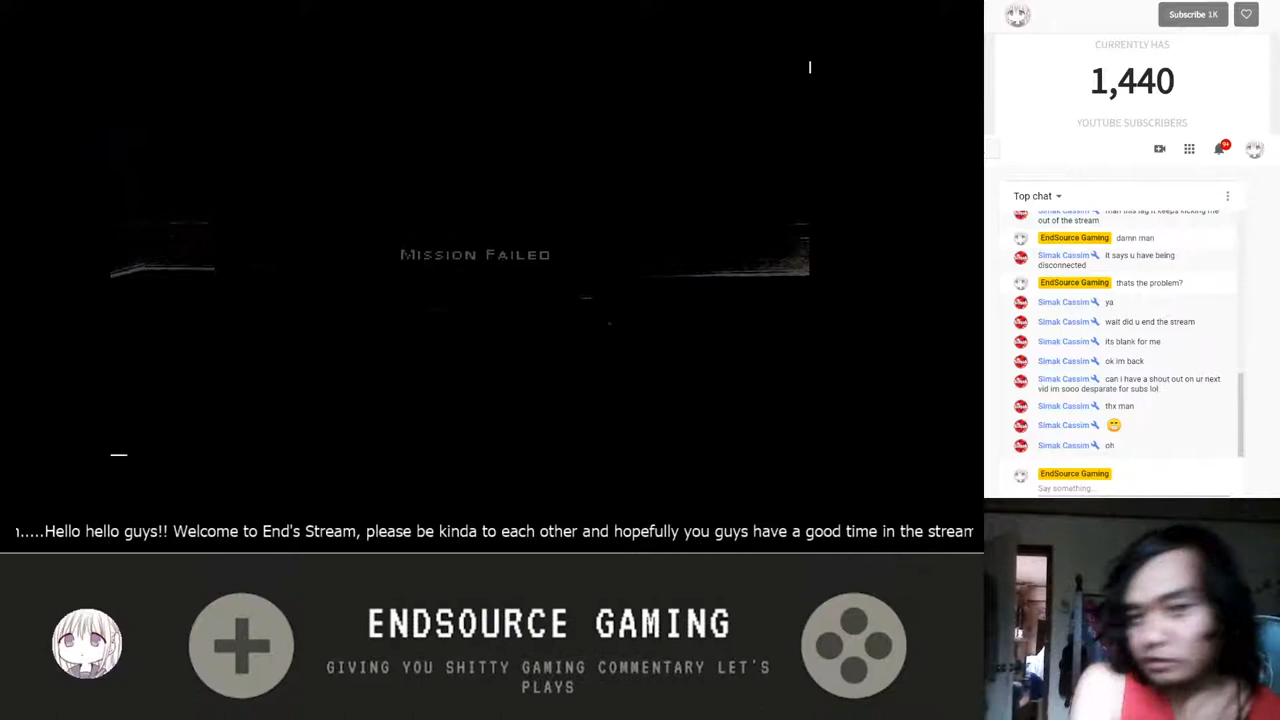 Subscribe 1K
CURRENTLY HAS
1,440
YOUTUBE SUBSCRIBERS
9+
Top chat
Simak Cassim man this lag it keeps kicking me
out of the stream
EndSource Gaming damn man
Simak Cassim It says u have being
disconnected
EndSource Gaming thats the problem?
Simak Cassim ya
Simak Cassim wait did u end the stream
Simak Cassim its blank for me
Simak Cassim ok im back
Simak Cassim can i have a shout out on ur next
vid im sooo desparate for subs lol
Simak Cassim thx man
Simak Cassim 😁
Simak Cassim oh
EndSource Gaming
Say something...
Mission Failed
.....Hello hello guys!! Welcome to End's Stream, please be kinda to each other and hopefully you guys have a good time in the stream
ENDSOURCE GAMING
GIVING YOU SHITTY GAMING COMMENTARY LET'S
PLAYS